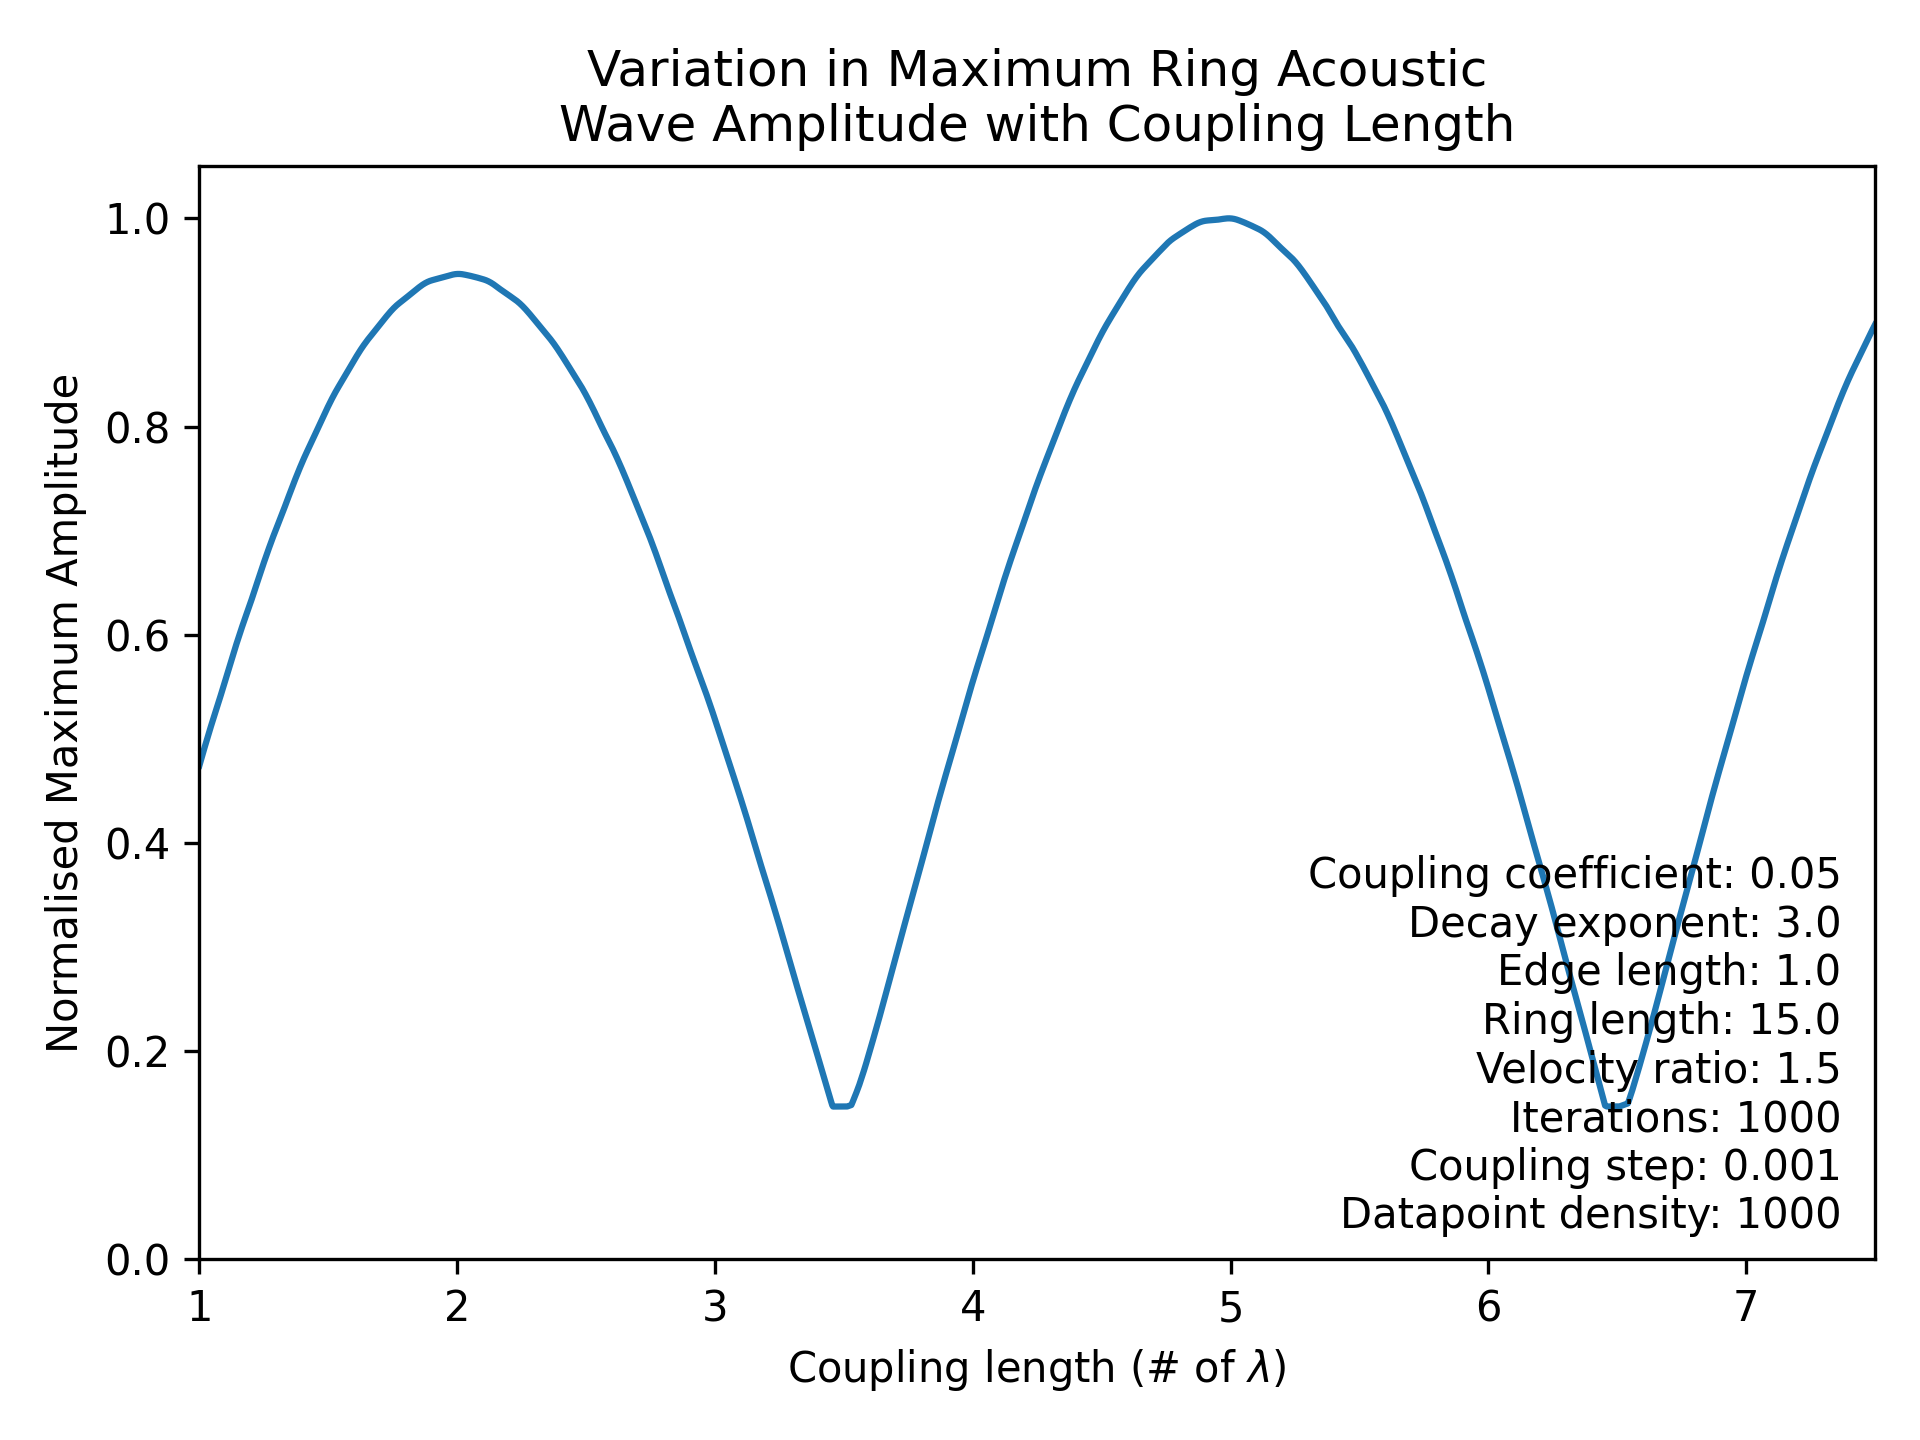 Variation in Maximum Ring Acoustic
Wave Amplitude with Coupling Length
Normalised Maximum Amplitude
1.0
0.8
0.6
0.4
0.2
0.0
Coupling coefficient: 0.05
Decay exponent: 3.0
Edge length: 1.0
Ring length: 15.0
Velocity ratio: 1.5
Iterations: 1000
Coupling step: 0.001
Datapoint density: 1000
1 2 3 4 5 6 7
Coupling length (# of λ)